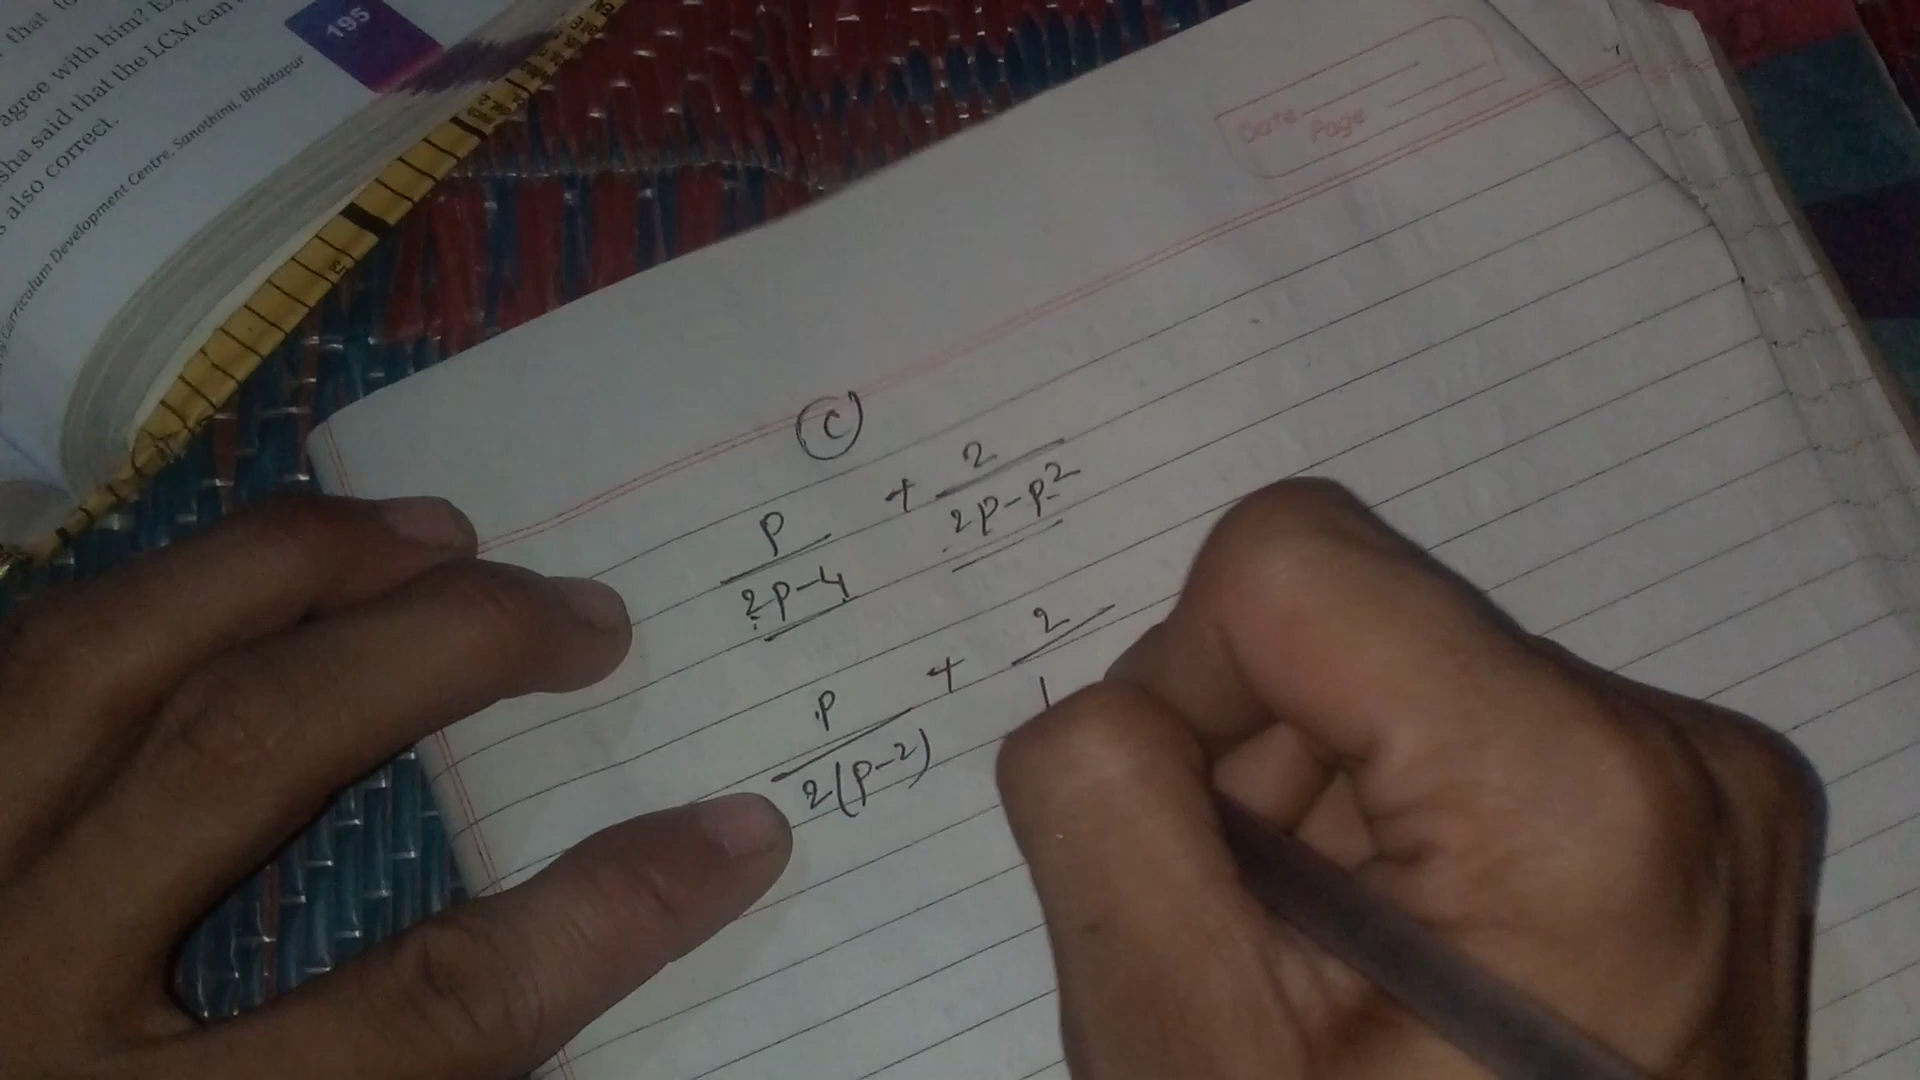 that
agree with him?
sha said that the LCM can
also correct.
Curriculum Development Centre, Sanothimi, Bhaktapur
195
Date
Page
(c)
p/(2p-4) + 2/(2p-p²)
p/(2(p-2)) + 2/